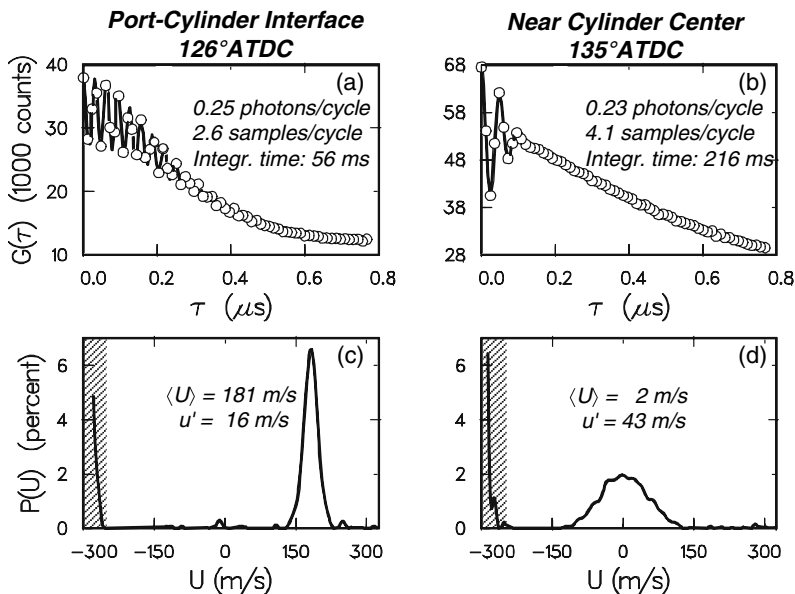 Port-Cylinder Interface
126°ATDC
Near Cylinder Center
135°ATDC
G(τ) (1000 counts)
40
30
20
10
(a)
0.25 photons/cycle
2.6 samples/cycle
Integr. time: 56 ms
0.0 0.2 0.4 0.6 0.8
τ (μs)
68
58
48
38
28
(b)
0.23 photons/cycle
4.1 samples/cycle
Integr. time: 216 ms
0.0 0.2 0.4 0.6 0.8
τ (μs)
P(U) (percent)
6
4
2
0
(c)
⟨U⟩ = 181 m/s
u' = 16 m/s
−300 −150 0 150 300
U (m/s)
6
4
2
0
(d)
⟨U⟩ = 2 m/s
u' = 43 m/s
−300 −150 0 150 300
U (m/s)